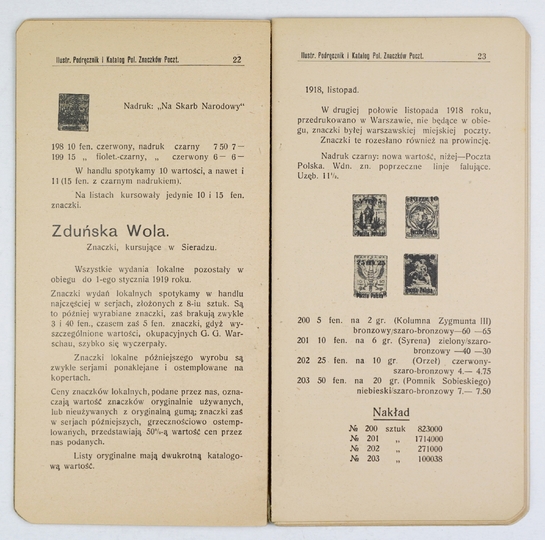 Ilustr. Podręcznik i Katalog Pol. Znaczków Poczt. 22
Nadruk: „Na Skarb Narodowy”
198 10 fen. czerwony, nadruk czarny 7 50 7 —
199 15 „ fiolet.-czarny, „ czerwony 6 — 6 —
W handlu spotykamy 10 wartości, a nawet i
11 (15 fen. z czarnym nadrukiem).
Na listach kursowały jedynie 10 i 15 fen.
znaczki.
Zduńska Wola.
Znaczki, kursujące w Sieradzu.
Wszystkie wydania lokalne pozostały w
obiegu do 1-ego stycznia 1919 roku.
Znaczki wydań lokalnych spotykamy w handlu
najczęściej w serjach, złożonych z 8-iu sztuk. Są
to później wyrabiane znaczki, zaś brakują zwykle
3 i 40 fen., czasem zaś 5 fen. znaczki, gdyż wy-
szczególnione wartości, okupacyjnych G. G. War-
schau, szybko się wyczerpały.
Znaczki lokalne późniejszego wyrobu są
zwykle serjami ponaklejane i ostemplowane na
kopertach.
Ceny znaczków lokalnych, podane przez nas, ozna-
czają wartość znaczków oryginalnie używanych,
lub nieużywanych z oryginalną gumą; znaczki zaś
w serjach późniejszych, grzecznościowo ostemp-
lowanych, przedstawiają 50%-ą wartość cen przez
nas podanych.
Listy oryginalne mają dwukrotną katalogo-
wą wartość.
Ilustr. Podręcznik i Katalog Pol. Znaczków Poczt. 23
1918, listopad.
W drugiej połowie listopada 1918 roku,
przedrukowano w Warszawie, nie będące w obie-
gu, znaczki byłej warszawskiej miejskiej poczty.
Znaczki te rozesłano również na prowincję.
Nadruk czarny: nowa wartość, niżej—Poczta
Polska. Wdn. zn. poprzeczne linje falujące.
Uzęb. 11½.
200 5 fen. na 2 gr. (Kolumna Zygmunta III)
bronzowy/szaro-bronzowy —60 —65
201 10 fen. na 6 gr. (Syrena) zielony/szaro-
bronzowy —40 —30
202 25 fen. na 10 gr. (Orzeł) czerwony-
szaro-bronzowy 4.— 4.75
203 50 fen. na 20 gr. (Pomnik Sobieskiego)
niebieski/szaro-bronzowy 7.— 7.50
Nakład
№ 200 sztuk 823000
№ 201 „ 1714000
№ 202 „ 271000
№ 203 „ 100038